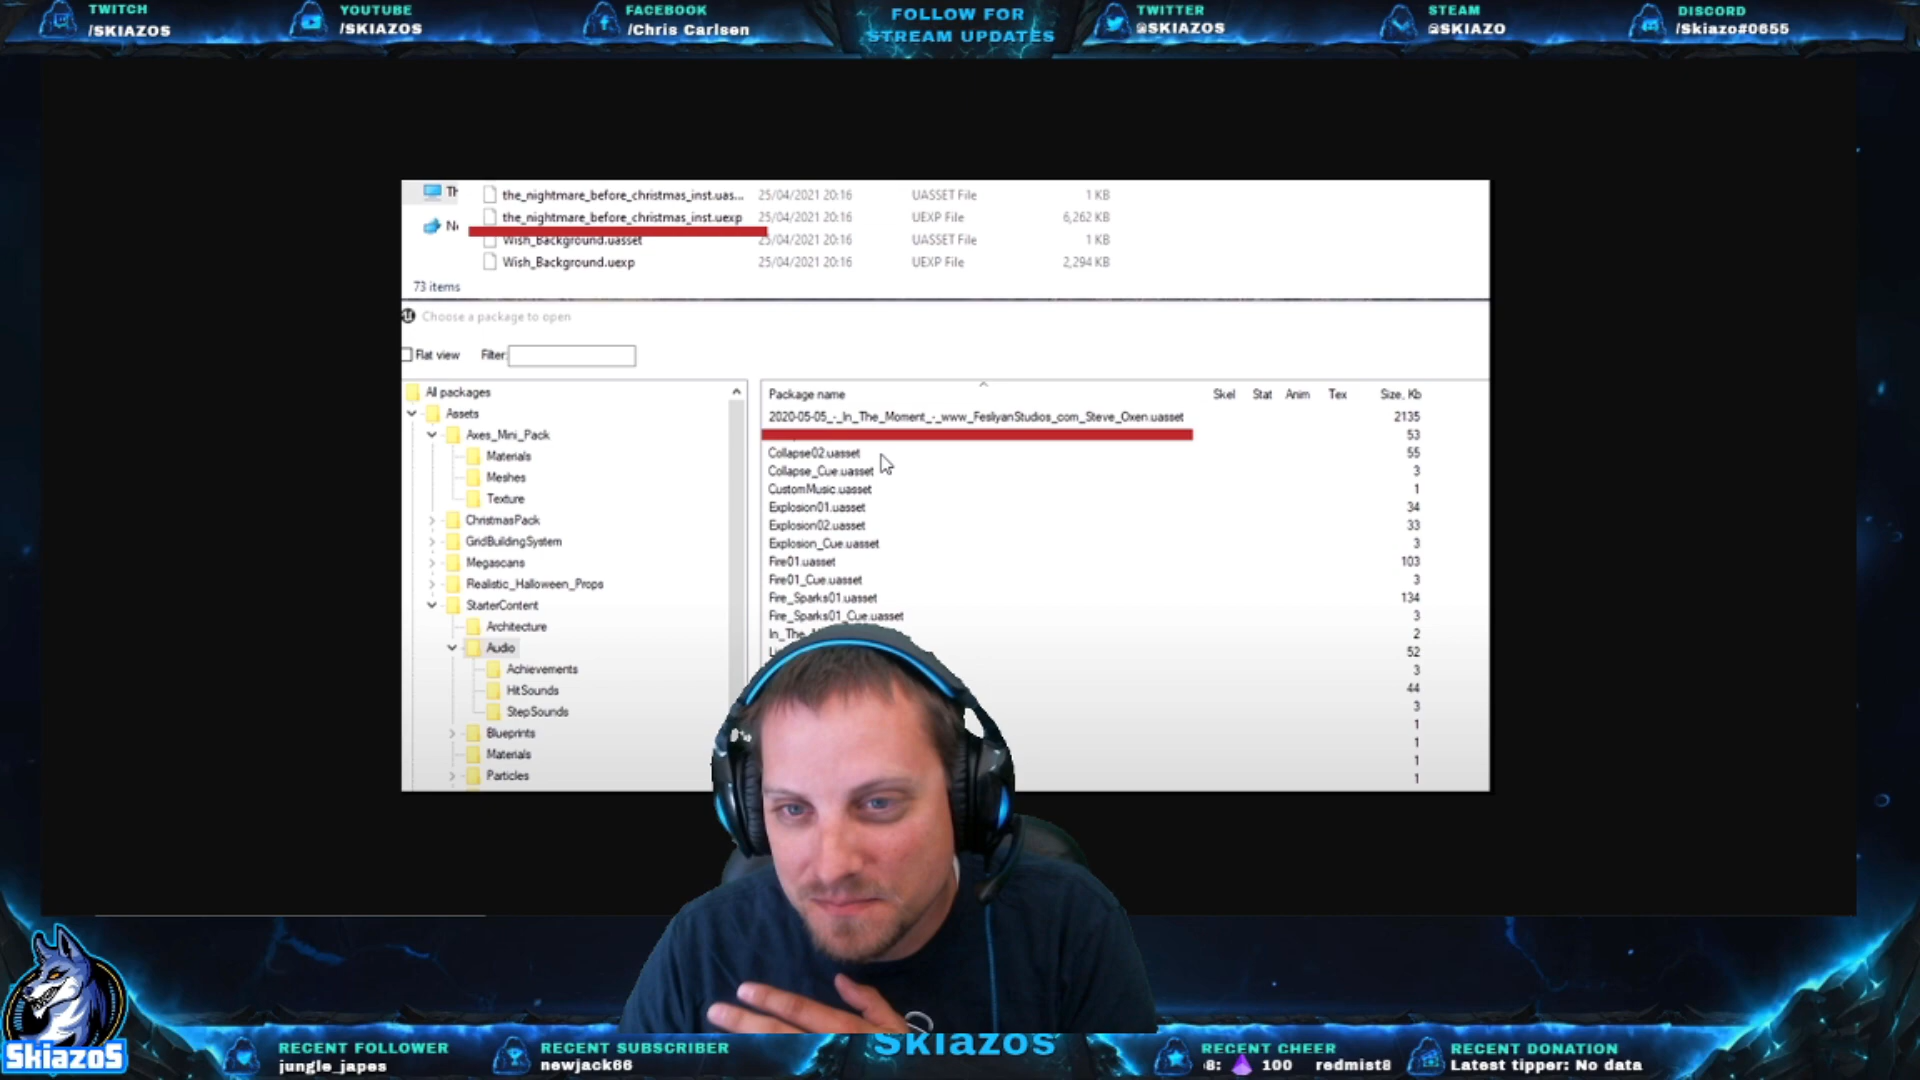 TWITCH
/SKIAZOS
YOUTUBE
/SKIAZOS
FACEBOOK
/Chris Carlsen
FOLLOW FOR
STREAM UPDATES
TWITTER
@SKIAZOS
STEAM
@SKIAZO
DISCORD
/Skiazo#0655
Th
the_nightmare_before_christmas_inst.uas... 25/04/2021 20:16 UASSET File 1 KB
Ne
the_nightmare_before_christmas_inst.uexp 25/04/2021 20:16 UEXP File 6,262 KB
Wish_Background.uasset 25/04/2021 20:16 UASSET File 1 KB
Wish_Background.uexp 25/04/2021 20:16 UEXP File 2,294 KB
73 items
Choose a package to open
Flat view Filter:
All packages
Assets
Axes_Mini_Pack
Materials
Meshes
Texture
ChristmasPack
GridBuildingSystem
Megascans
Realistic_Halloween_Props
StarterContent
Architecture
Audio
Achievements
HitSounds
StepSounds
Blueprints
Materials
Particles
Package name Skel Stat Anim Tex Size, Kb
2020-05-05_-_In_The_Moment_-_www_FesliyanStudios_com_Steve_Oxen.uasset 2135
53
Collapse02.uasset 55
Collapse_Cue.uasset 3
CustomMusic.uasset 1
Explosion01.uasset 34
Explosion02.uasset 33
Explosion_Cue.uasset 3
Fire01.uasset 103
Fire01_Cue.uasset 3
Fire_Sparks01.uasset 134
Fire_Sparks01_Cue.uasset 3
In_The 2
52
3
44
3
1
1
1
1
SkiazoS
RECENT FOLLOWER
jungle_japes
RECENT SUBSCRIBER
newjack66
Skiazos
RECENT CHEER
8: 100 redmist8
RECENT DONATION
Latest tipper: No data